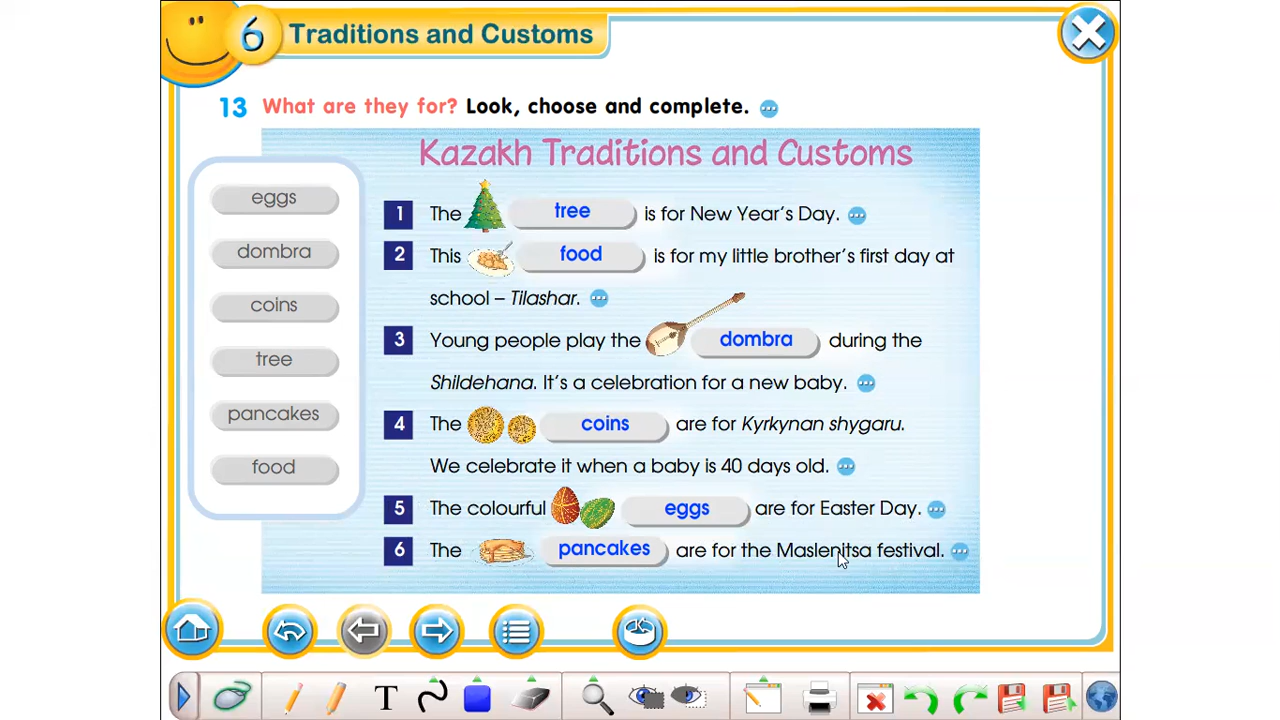 6 Traditions and Customs
13 What are they for? Look, choose and complete.
Kazakh Traditions and Customs
eggs
dombra
coins
tree
pancakes
food
1 The tree is for New Year's Day.
2 This food is for my little brother's first day at
school – Tilashar.
3 Young people play the dombra during the
Shildehana. It's a celebration for a new baby.
4 The coins are for Kyrkynan shygaru.
We celebrate it when a baby is 40 days old.
5 The colourful eggs are for Easter Day.
6 The pancakes are for the Maslenitsa festival.
T